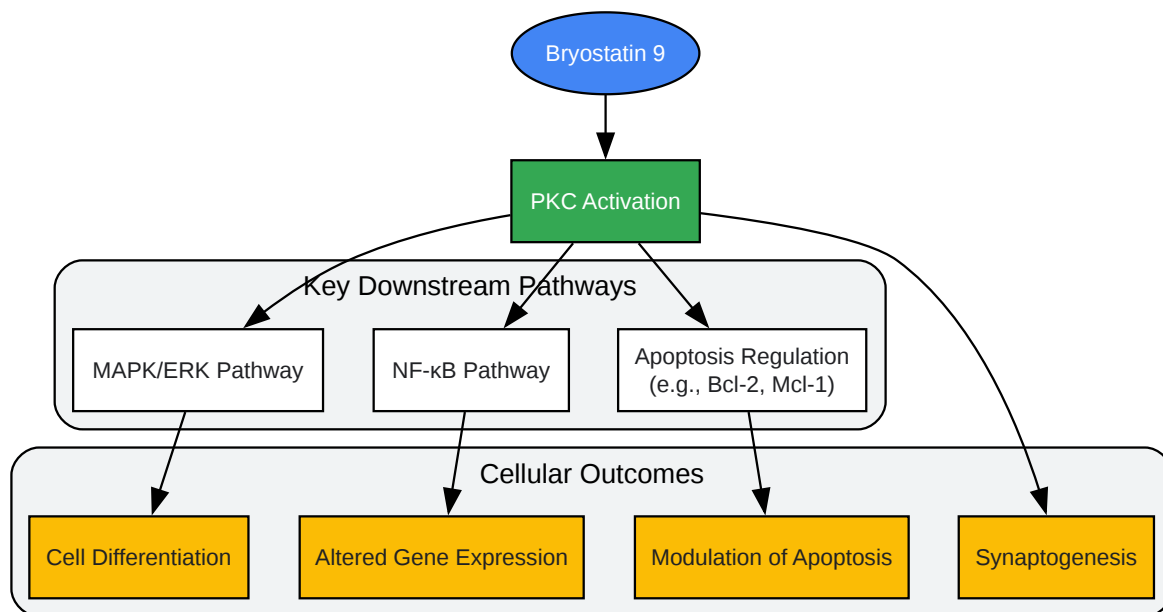 Bryostatin 9
PKC Activation
Key Downstream Pathways
MAPK/ERK Pathway
NF-κB Pathway
Apoptosis Regulation
(e.g., Bcl-2, Mcl-1)
Cellular Outcomes
Cell Differentiation
Altered Gene Expression
Modulation of Apoptosis
Synaptogenesis